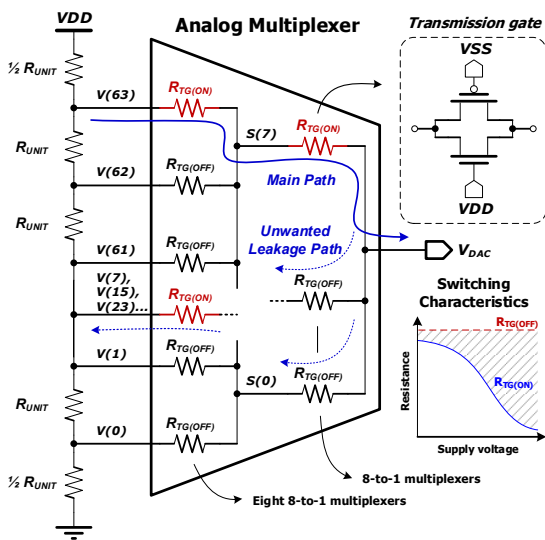 Analog Multiplexer
VDD
½ RUNIT
V(63)
RTG(ON)
S(7)
RTG(ON)
RUNIT
V(62)
RTG(OFF)
Main Path
RUNIT
V(61)
RTG(OFF)
Unwanted
Leakage Path
V(7),
V(15),
V(23)...
RTG(ON)
RTG(OFF)
V(1)
RTG(OFF)
RUNIT
S(0)
RTG(OFF)
V(0)
RTG(OFF)
½ RUNIT
8-to-1 multiplexers
Eight 8-to-1 multiplexers
VDAC
Transmission gate
VSS
VDD
Switching
Characteristics
RTG(OFF)
RTG(ON)
Resistance
Supply voltage